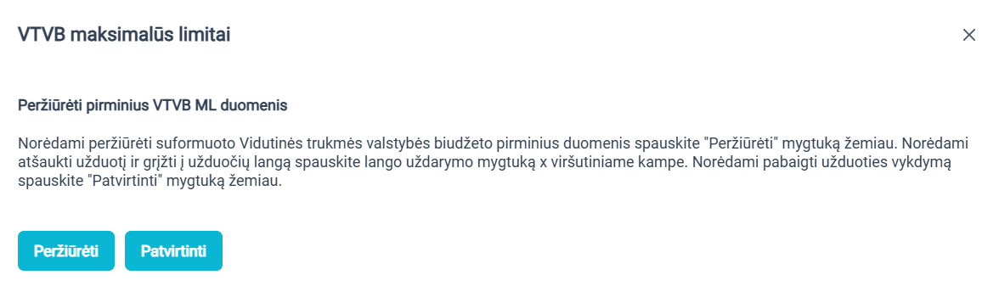 VTVB maksimalūs limitai
Peržiūrėti pirminius VTVB ML duomenis
Norėdami peržiūrėti suformuoto Vidutinės trukmės valstybės biudžeto pirminius duomenis spauskite "Peržiūrėti" mygtuką žemiau. Norėdami
atšaukti užduotį ir grįžti į užduočių langą spauskite lango uždarymo mygtuką x viršutiniame kampe. Norėdami pabaigti užduoties vykdymą
spauskite "Patvirtinti" mygtuką žemiau.
Peržiūrėti Patvirtinti